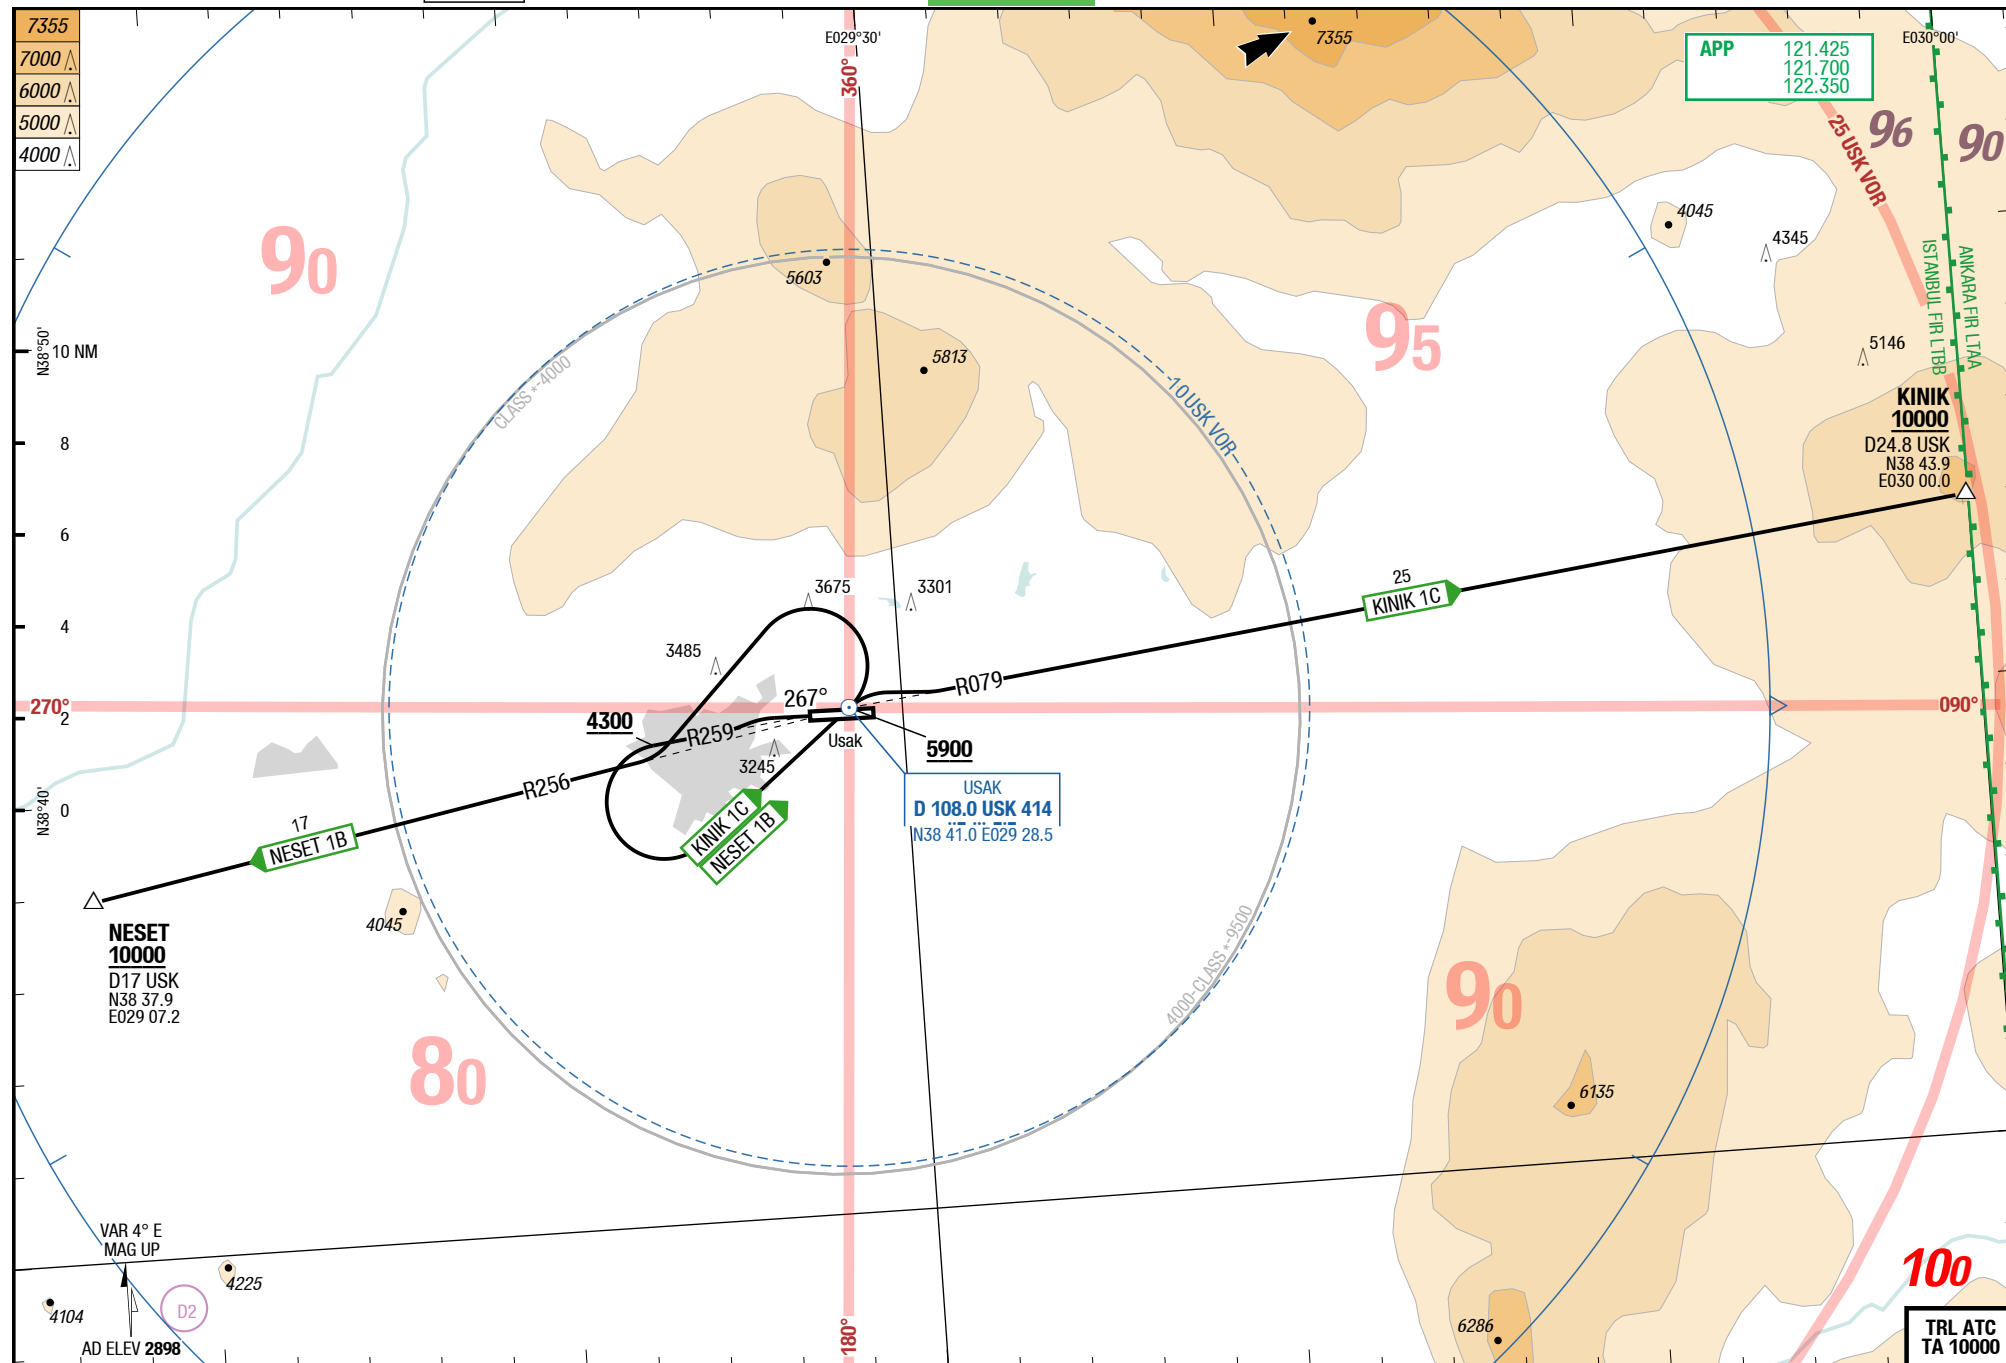 7355
7000
6000
5000
4000
E029°30'
360°
7355
APP 121.425
121.700
122.350
E030°00'
96
90
25 USK VOR
4045
4345
ISTANBUL FIR LTBB
ANKARA FIR LTAA
90
5603
95
5813
5146
N38°50'
10 NM
CLASS *-4000
10 USK VOR
KINIK
10000
D24.8 USK
N38 43.9
E030 00.0
8
6
4
2
0
N38°40'
3675
3301
25
KINIK 1C
3485
R079
270°
267°
090°
4300
R259
Usak
5900
3245
R256
USAK
D 108.0 USK 414
N38 41.0 E029 28.5
KINIK 1C
NESET 1B
17
NESET 1B
4045
NESET
10000
D17 USK
N38 37.9
E029 07.2
4000-CLASS *-9500
90
80
6135
VAR 4° E
MAG UP
4225
D2
4104
AD ELEV 2898
180°
6286
100
TRL ATC
TA 10000